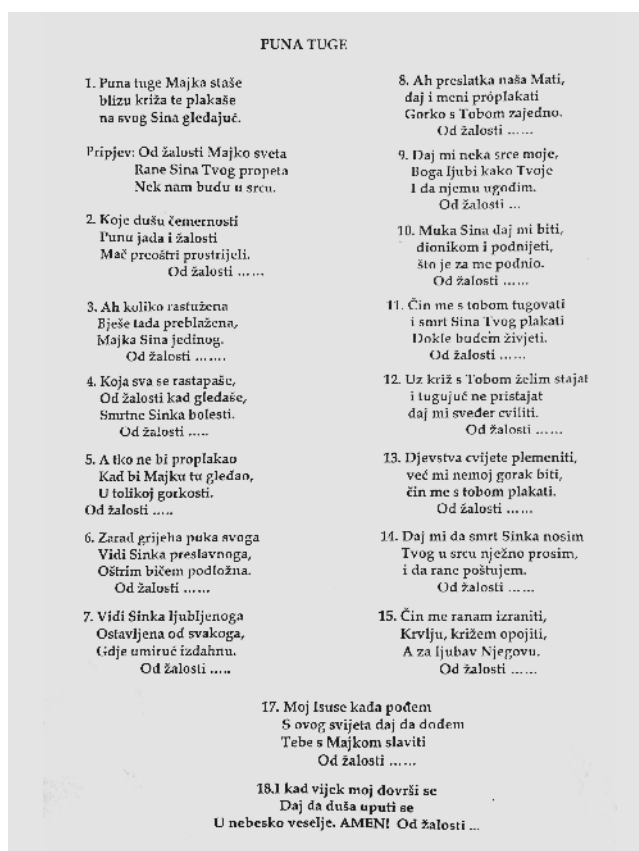 PUNA TUGE
1. Puna tuge Majka staše
blizu križa te plakaše
na svog Sina gledajuć.
Pripjev: Od žalosti Majko sveta
Rane Sina Tvog propeta
Nek nam budu u srcu.
2. Koje dušu čemernosti
Punu jada i žalosti
Mač preoštri prostrijeli.
Od žalosti ......
3. Ah koliko rastužena
Bješe tada preblažena,
Majka Sina jedinog.
Od žalosti .......
4. Koja sva se rastapaše,
Od žalosti kad gledaše,
Smrtne Sinka bolesti.
Od žalosti .....
5. A tko ne bi proplakao
Kad bi Majku tu gledao,
U tolikoj gorkosti.
Od žalosti .....
6. Zarad grijeha puka svoga
Vidi Sinka preslavnoga,
Oštrim bičem podložna.
Od žalosti ......
7. Vidi Sinka ljubljenoga
Ostavljena od svakoga,
Gdje umiruć izdahnu.
Od žalosti .....
8. Ah preslatka naša Mati,
daj i meni proplakati
Gorko s Tobom zajedno.
Od žalosti ......
9. Daj mi neka srce moje,
Boga ljubi kako Tvoje
I da njemu ugodim.
Od žalosti ...
10. Muka Sina daj mi biti,
dionikom i podnijeti,
što je za me podnio.
Od žalosti ......
11. Čin me s tobom tugovati
i smrt Sina Tvog plakati
Dokle budem živjeti.
Od žalosti ......
12. Uz križ s Tobom želim stajat
i tugujuć ne pristajat
daj mi sveđer cviliti.
Od žalosti ......
13. Djevstva cvijete plemeniti,
već mi nemoj gorak biti,
čin me s tobom plakati.
Od žalosti ......
14. Daj mi da smrt Sinka nosim
Tvog u srcu nježno prosim,
i da rane poštujem.
Od žalosti ......
15. Čin me ranam izraniti,
Krvlju, križem opojiti,
A za ljubav Njegovu.
Od žalosti ......
17. Moj Isuse kada pođem
S ovog svijeta daj da dođem
Tebe s Majkom slaviti
Od žalosti ......
18.I kad vijek moj dovrši se
Daj da duša uputi se
U nebesko veselje. AMEN! Od žalosti ...